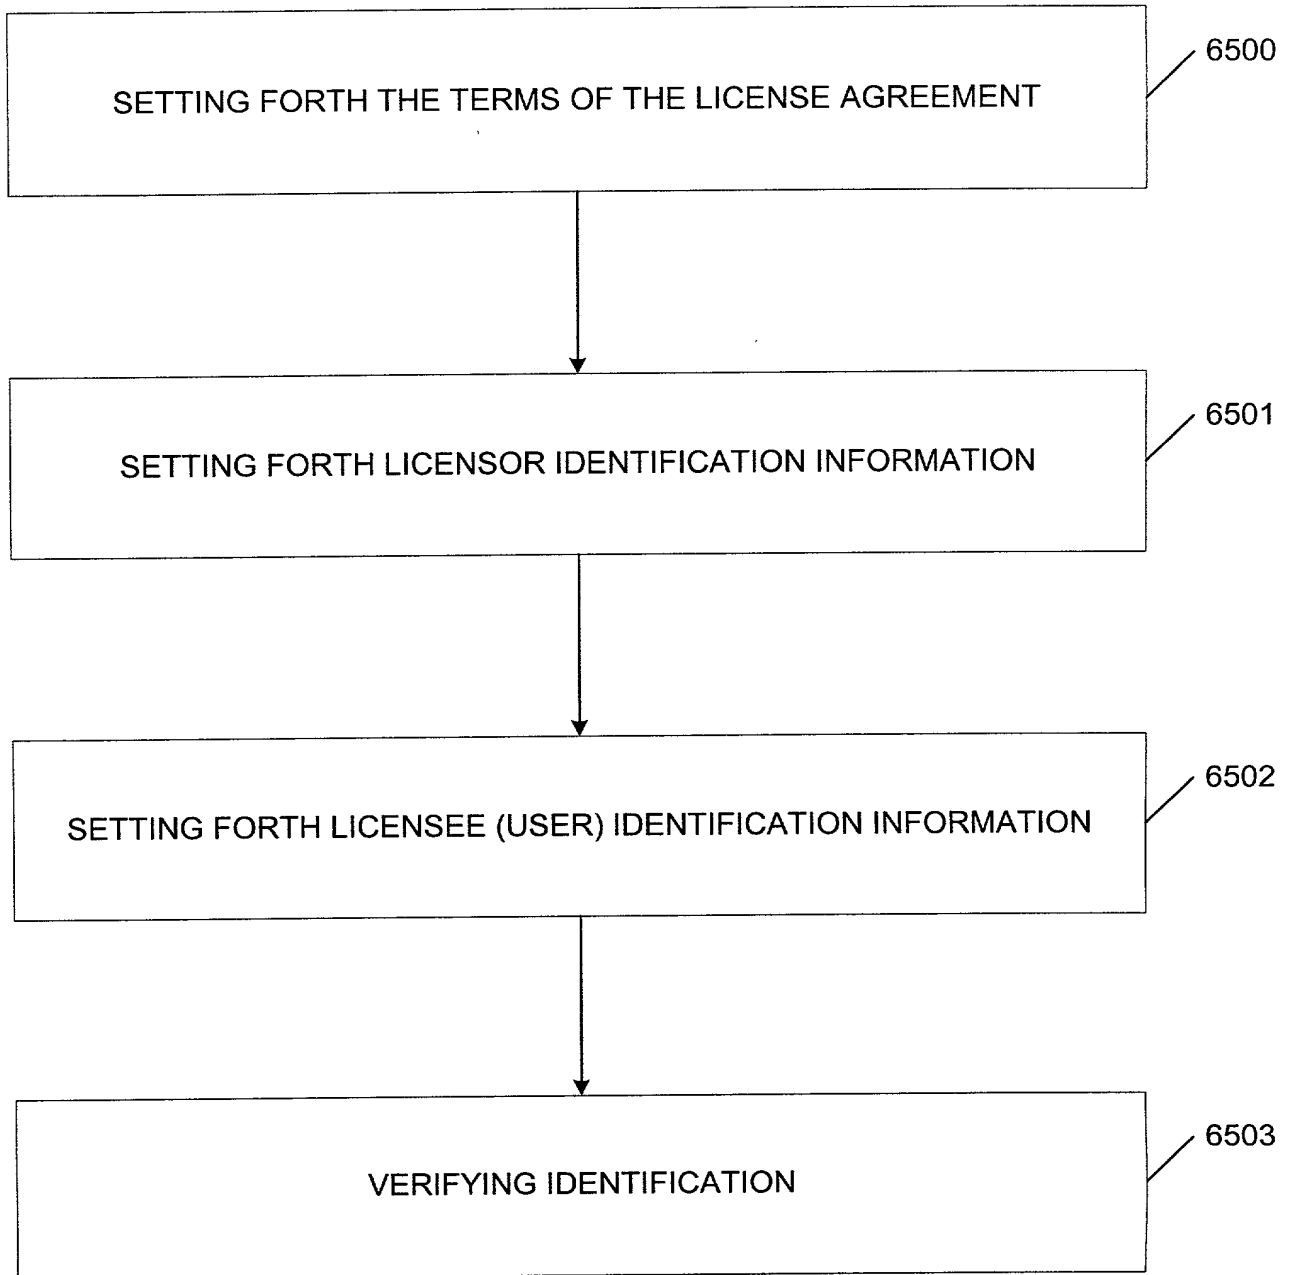 SETTING FORTH THE TERMS OF THE LICENSE AGREEMENT
6500
SETTING FORTH LICENSOR IDENTIFICATION INFORMATION
6501
SETTING FORTH LICENSEE (USER) IDENTIFICATION INFORMATION
6502
VERIFYING IDENTIFICATION
6503